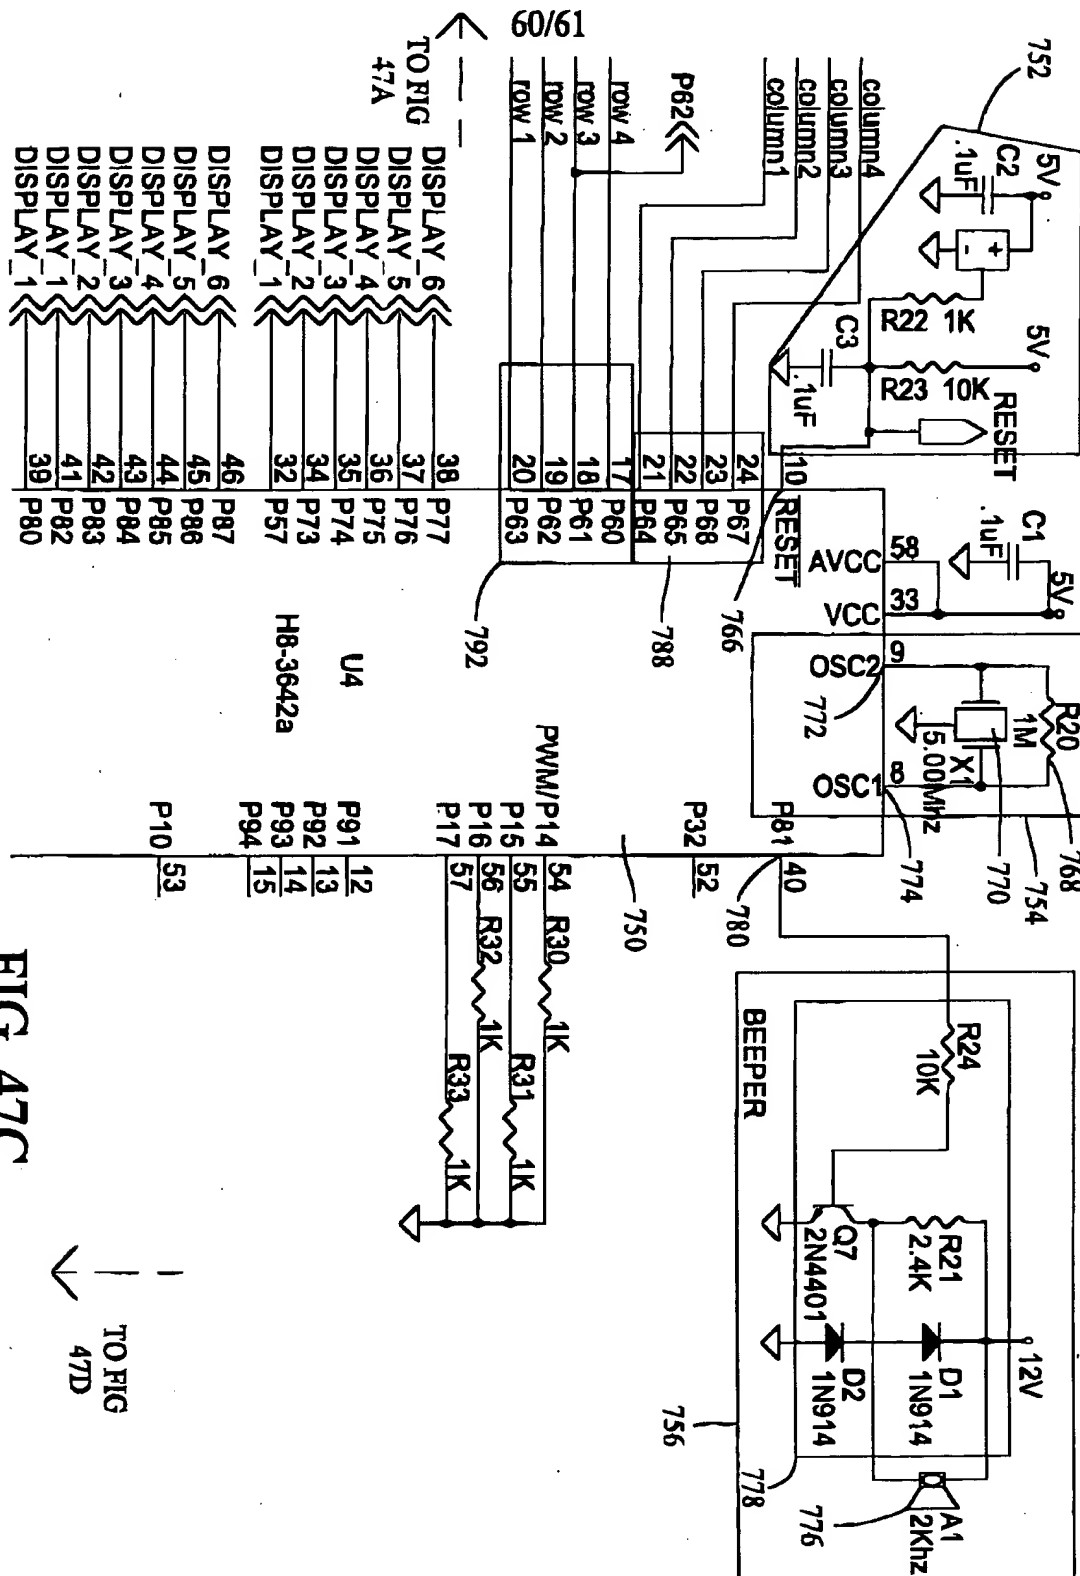 60/61
TO FIG
47A
752
C2
.1uF
5V
+
-
R22 1K
5V
C3
.1uF
R23 10K
RESET
column4
column3
column2
column1
P62
row 4
row 3
row 2
row 1
DISPLAY_6
DISPLAY_5
DISPLAY_4
DISPLAY_3
DISPLAY_2
DISPLAY_1
DISPLAY_6
DISPLAY_5
DISPLAY_4
DISPLAY_3
DISPLAY_2
DISPLAY_1
DISPLAY_1
10 RESET
24 P67
23 P68
22 P65
21 P64
17 P60
18 P61
19 P62
20 P63
38 P77
37 P76
36 P75
35 P74
34 P73
32 P57
46 P87
45 P86
44 P85
43 P84
42 P83
41 P82
39 P80
C1
.1uF
5V
AVCC 58
VCC 33
OSC2 9
OSC1 8
R20
1M
X1
5.00Mhz
766
788
792
772
774
770
754
768
U4
H8-3642a
P81 40
P32 52
PWM/P14 54
P15 55
P16 56
P17 57
P91 12
P92 13
P93 14
P94 15
P10 53
780
750
R30 1K
R32 1K
R31 1K
R33 1K
BEEPER
R24
10K
Q7
2N4401
R21
2.4K
D1
1N914
D2
1N914
12V
A1
2Khz
756
778
776
TO FIG
47D
FIG 47C